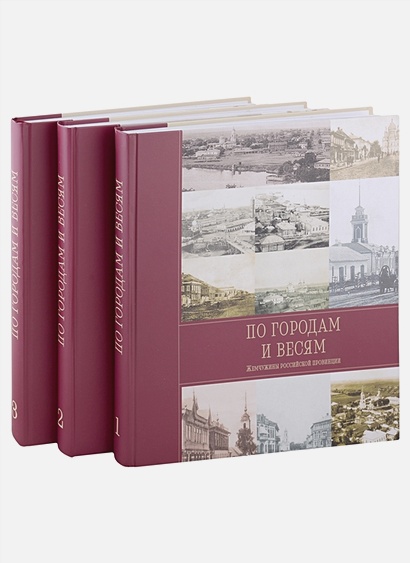 ПО ГОРОДАМ И ВЕСЯМ
3
ПО ГОРОДАМ И ВЕСЯМ
2
ПО ГОРОДАМ И ВЕСЯМ
1
ПО ГОРОДАМ
И ВЕСЯМ
ЖЕМЧУЖИНЫ РОССИЙСКОЙ ПРОВИНЦИИ